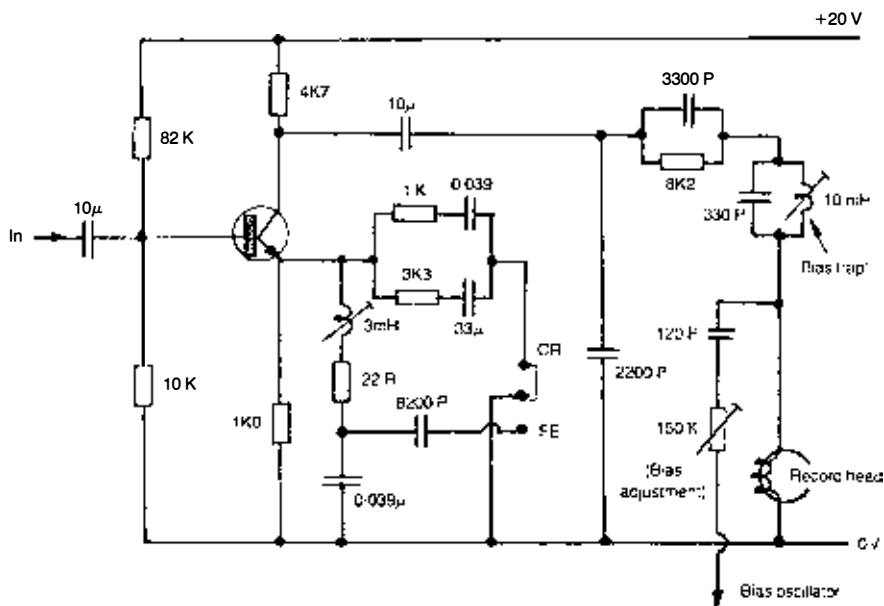 +20 V
3300 P
4K7
10μ
82 K
8K2
1 K
0·039
10μ
330 P
10 mH
In
Bias trap
3K3
33μ
3mH
120 P
CR
2200 P
22 R
8200 P
10 K
1K0
SE
150 K
(Bias
adjustment)
Record head
0·039μ
0 V
Bias oscillator